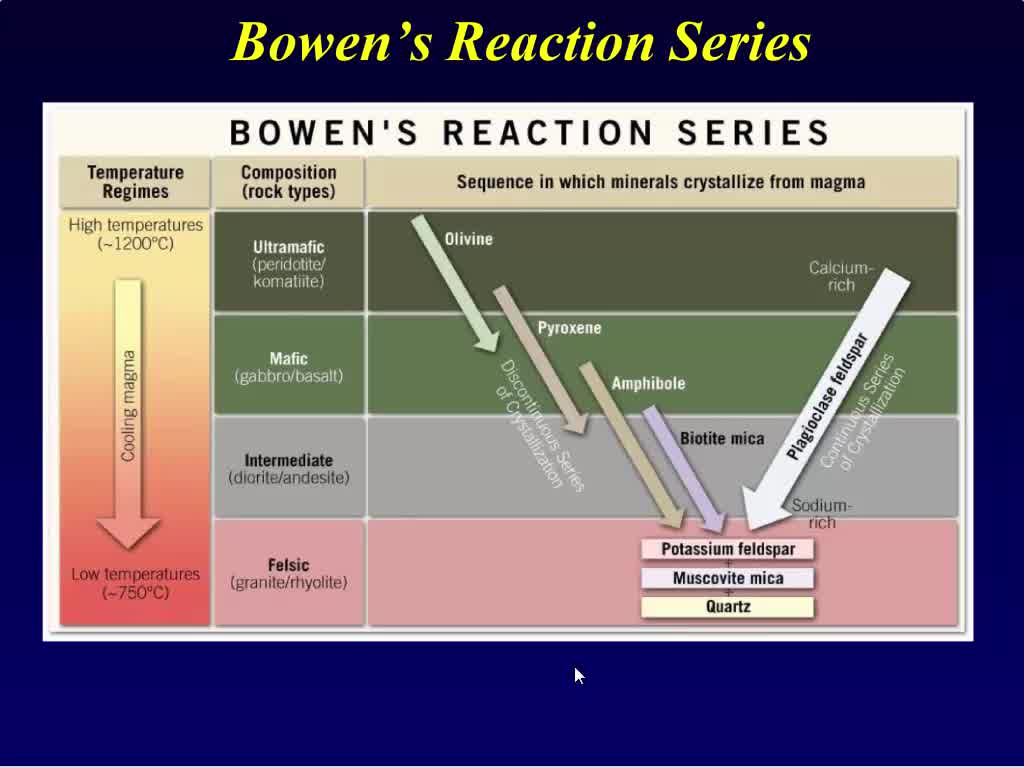 Bowen’s Reaction Series
BOWEN'S REACTION SERIES
Temperature
Regimes
Composition
(rock types)
Sequence in which minerals crystallize from magma
High temperatures
(~1200°C)
Cooling magma
Low temperatures
(~750°C)
Ultramafic
(peridotite/
komatiite)
Mafic
(gabbro/basalt)
Intermediate
(diorite/andesite)
Felsic
(granite/rhyolite)
Olivine
Pyroxene
Amphibole
Biotite mica
Discontinuous Series
of Crystallization
Calcium-
rich
Plagioclase feldspar
Continuous Series
of Crystallization
Sodium-
rich
Potassium feldspar
+
Muscovite mica
+
Quartz